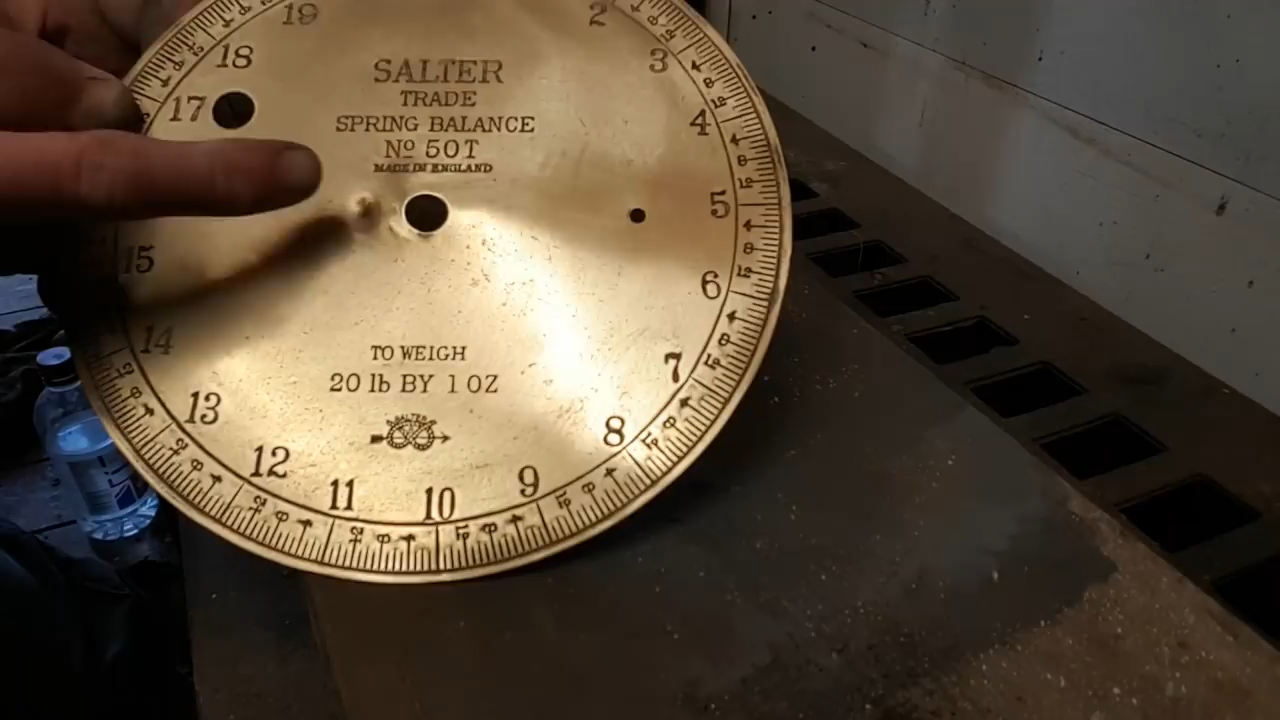 SALTER
TRADE
SPRING BALANCE
Nº 50T
MADE IN ENGLAND
TO WEIGH
20 lb BY 1 OZ
SALTER
2
3
4
5
6
7
8
9
10
11
12
13
14
15
17
18
19